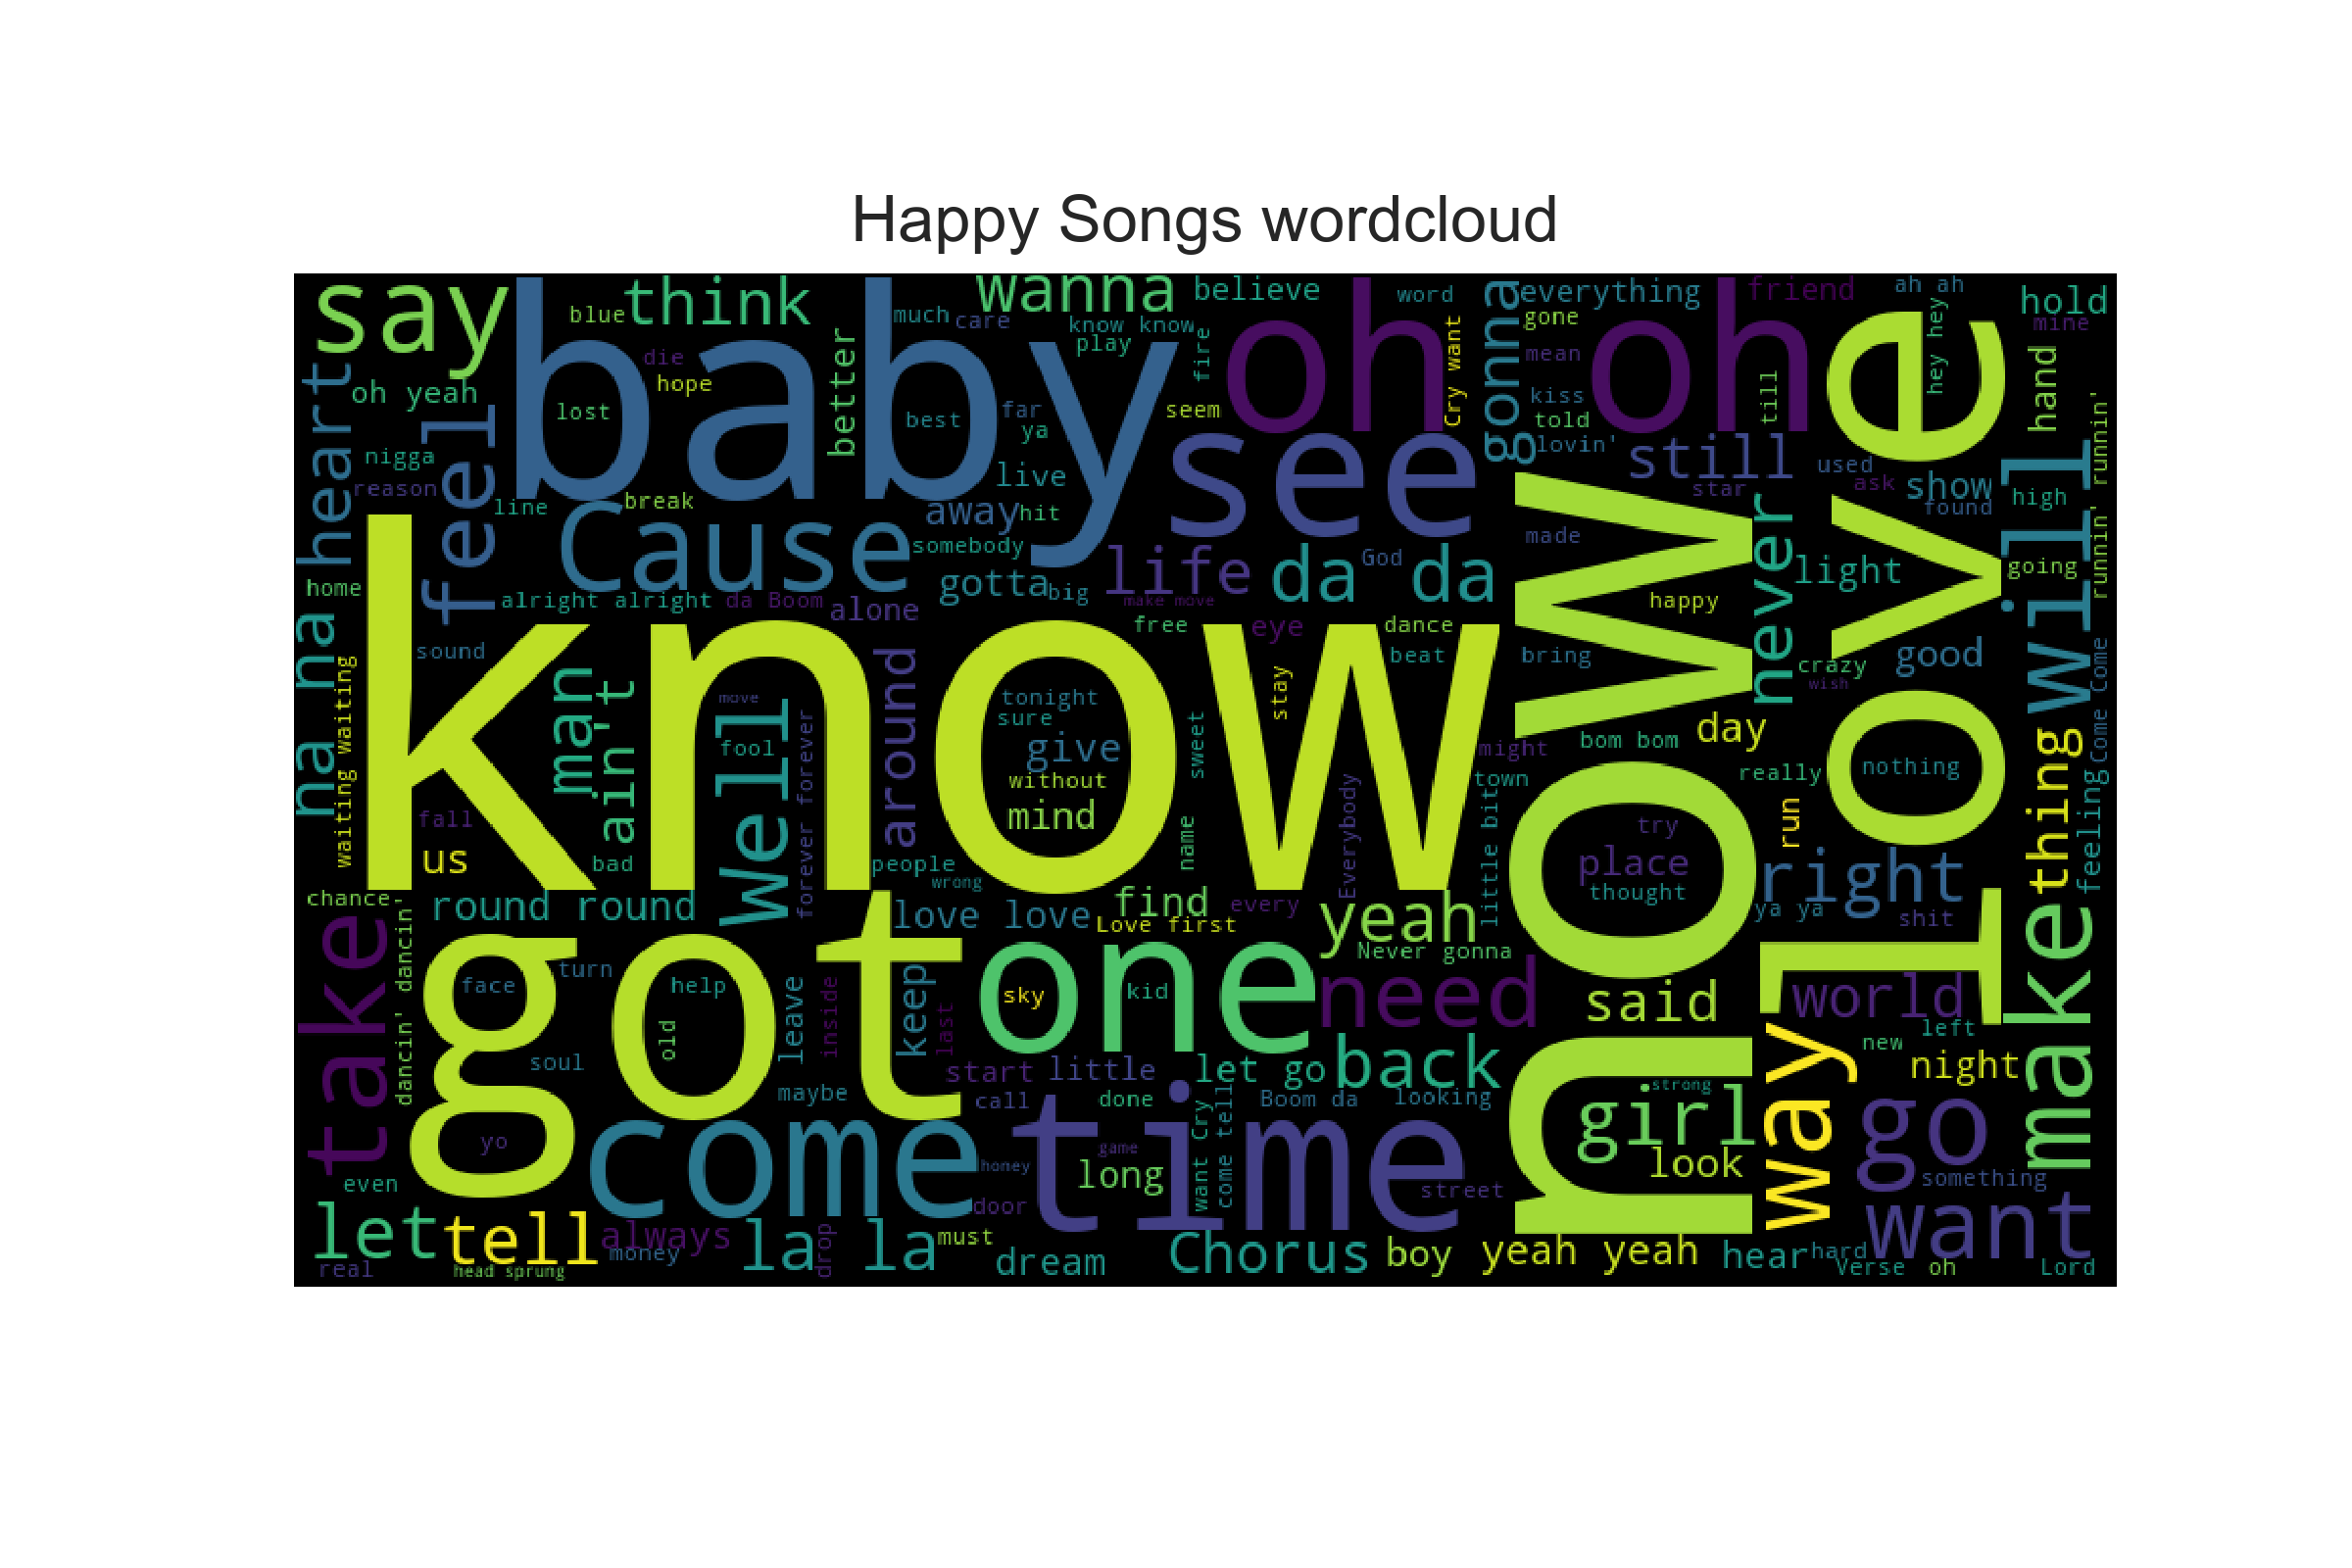 Happy Songs wordcloud
say
blue
think
wanna
believe
word
everything
friend
ah ah
hold
baby
much
care
know know
play
oh oh
gonna
gone
mine
die
hope
better
fire
Cry want
mean
hey hey
love
heart
oh yeah
feel
lost
best
far
ya
seem
kiss
told
till
hand
runnin' runnin'
nigga
reason
line
break
live
see
lovin'
still
used
ask
show
star
found
high
will
Cause
away
hit
somebody
made
never
light
going
home
alright alright
da Boom
alone
gotta
big
life
make move
da da
God
now
happy
na na
sound
know
free
eye
dance
beat
bring
crazy
good
wish
Come Come
waiting waiting
man
ain't
move
Well
fool
forever forever
around
tonight
sure
give
without
mind
stay
sweet
might
town
bom bom
day
really
nothing
thing
feeling
fall
us
bad
people
wrong
name
Everybody
little bit
try
place
thought
run
right
chance
round round
love love
Love first
find
every
yeah
Never gonna
ya ya
shit
make
take
dancin' dancin'
got
face
turn
help
old
soul
leave
inside
keep
last
one
sky
kid
need
said
way
world
left
new
night
yo
maybe
start
little
let go
back
call
done
Boom da
looking
strong
girl
look
go
something
come
honey
game
long
want Cry
come tell
time
street
door
even
let
tell
always
money
drop
la la
must
dream
Chorus
boy
yeah yeah
hear
hard
want
real
head sprung
Verse
oh
Lord